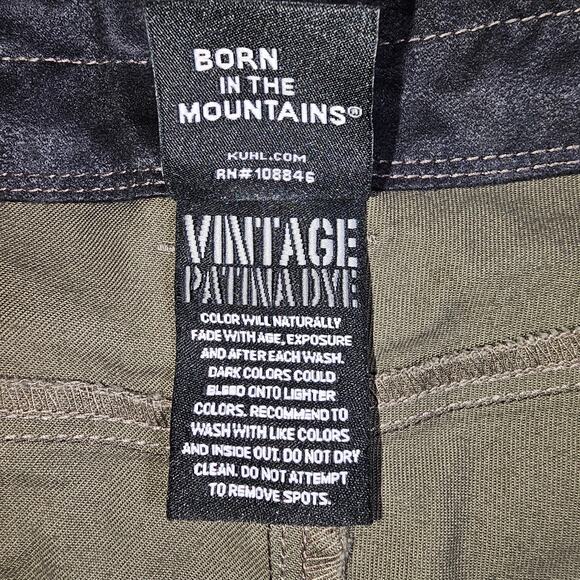 BORN
IN THE
MOUNTAINS®
KUHL.COM
RN#108846
VINTAGE
PATINA DYE
COLOR WILL NATURALLY
FADE WITH AGE, EXPOSURE
AND AFTER EACH WASH.
DARK COLORS COULD
BLEED ONTO LIGHTER
COLORS. RECOMMEND TO
WASH WITH LIKE COLORS
AND INSIDE OUT. DO NOT DRY
CLEAN. DO NOT ATTEMPT
TO REMOVE SPOTS.